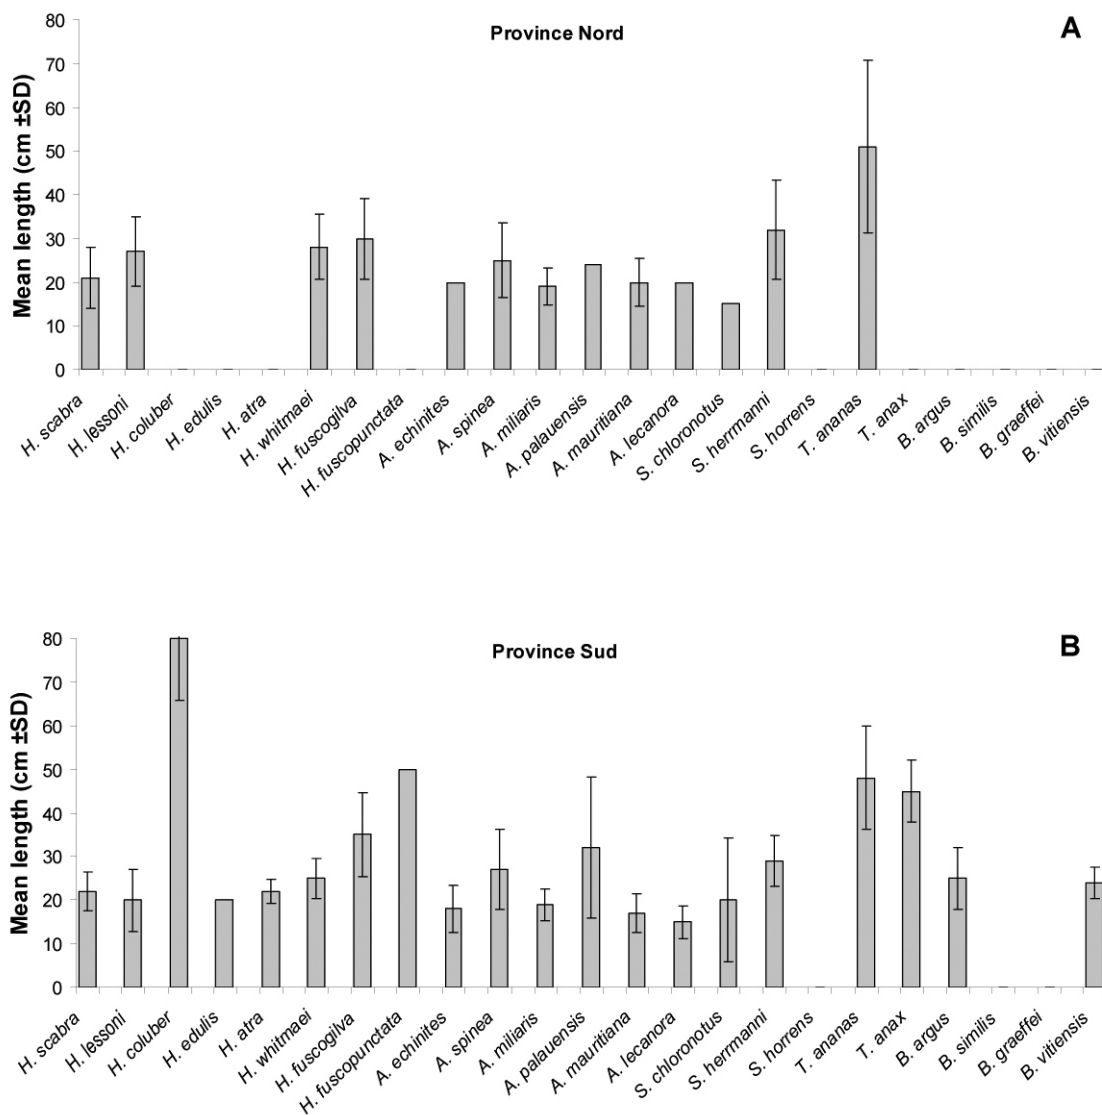 Province Nord
A
Mean length (cm ±SD)
80
70
60
50
40
30
20
10
0
H. scabra
H. lessoni
H. coluber
H. edulis
H. atra
H. whitmaei
H. fuscogilva
H. fuscopunctata
A. echinites
A. spinea
A. miliaris
A. palauensis
A. mauritiana
A. lecanora
S. chloronotus
S. herrmanni
S. horrens
T. ananas
T. anax
B. argus
B. similis
B. graeffei
B. vitiensis
Province Sud
B
Mean length (cm ±SD)
80
70
60
50
40
30
20
10
0
H. scabra
H. lessoni
H. coluber
H. edulis
H. atra
H. whitmaei
H. fuscogilva
H. fuscopunctata
A. echinites
A. spinea
A. miliaris
A. palauensis
A. mauritiana
A. lecanora
S. chloronotus
S. herrmanni
S. horrens
T. ananas
T. anax
B. argus
B. similis
B. graeffei
B. vitiensis